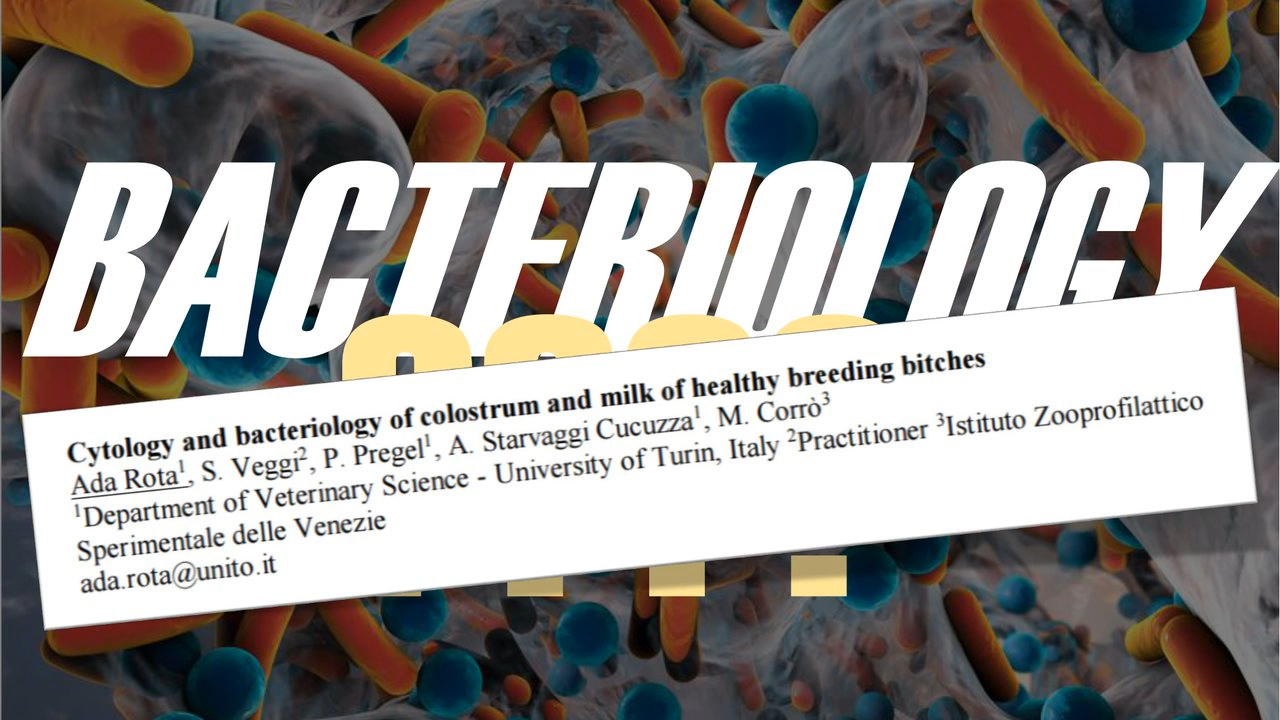 BACTERIOLOGY
????
Cytology and bacteriology of colostrum and milk of healthy breeding bitches
Ada Rota¹, S. Veggi², P. Pregel¹, A. Starvaggi Cucuzza¹, M. Corrò³
¹Department of Veterinary Science - University of Turin, Italy ²Practitioner ³Istituto Zooprofilattico
Sperimentale delle Venezie
ada.rota@unito.it